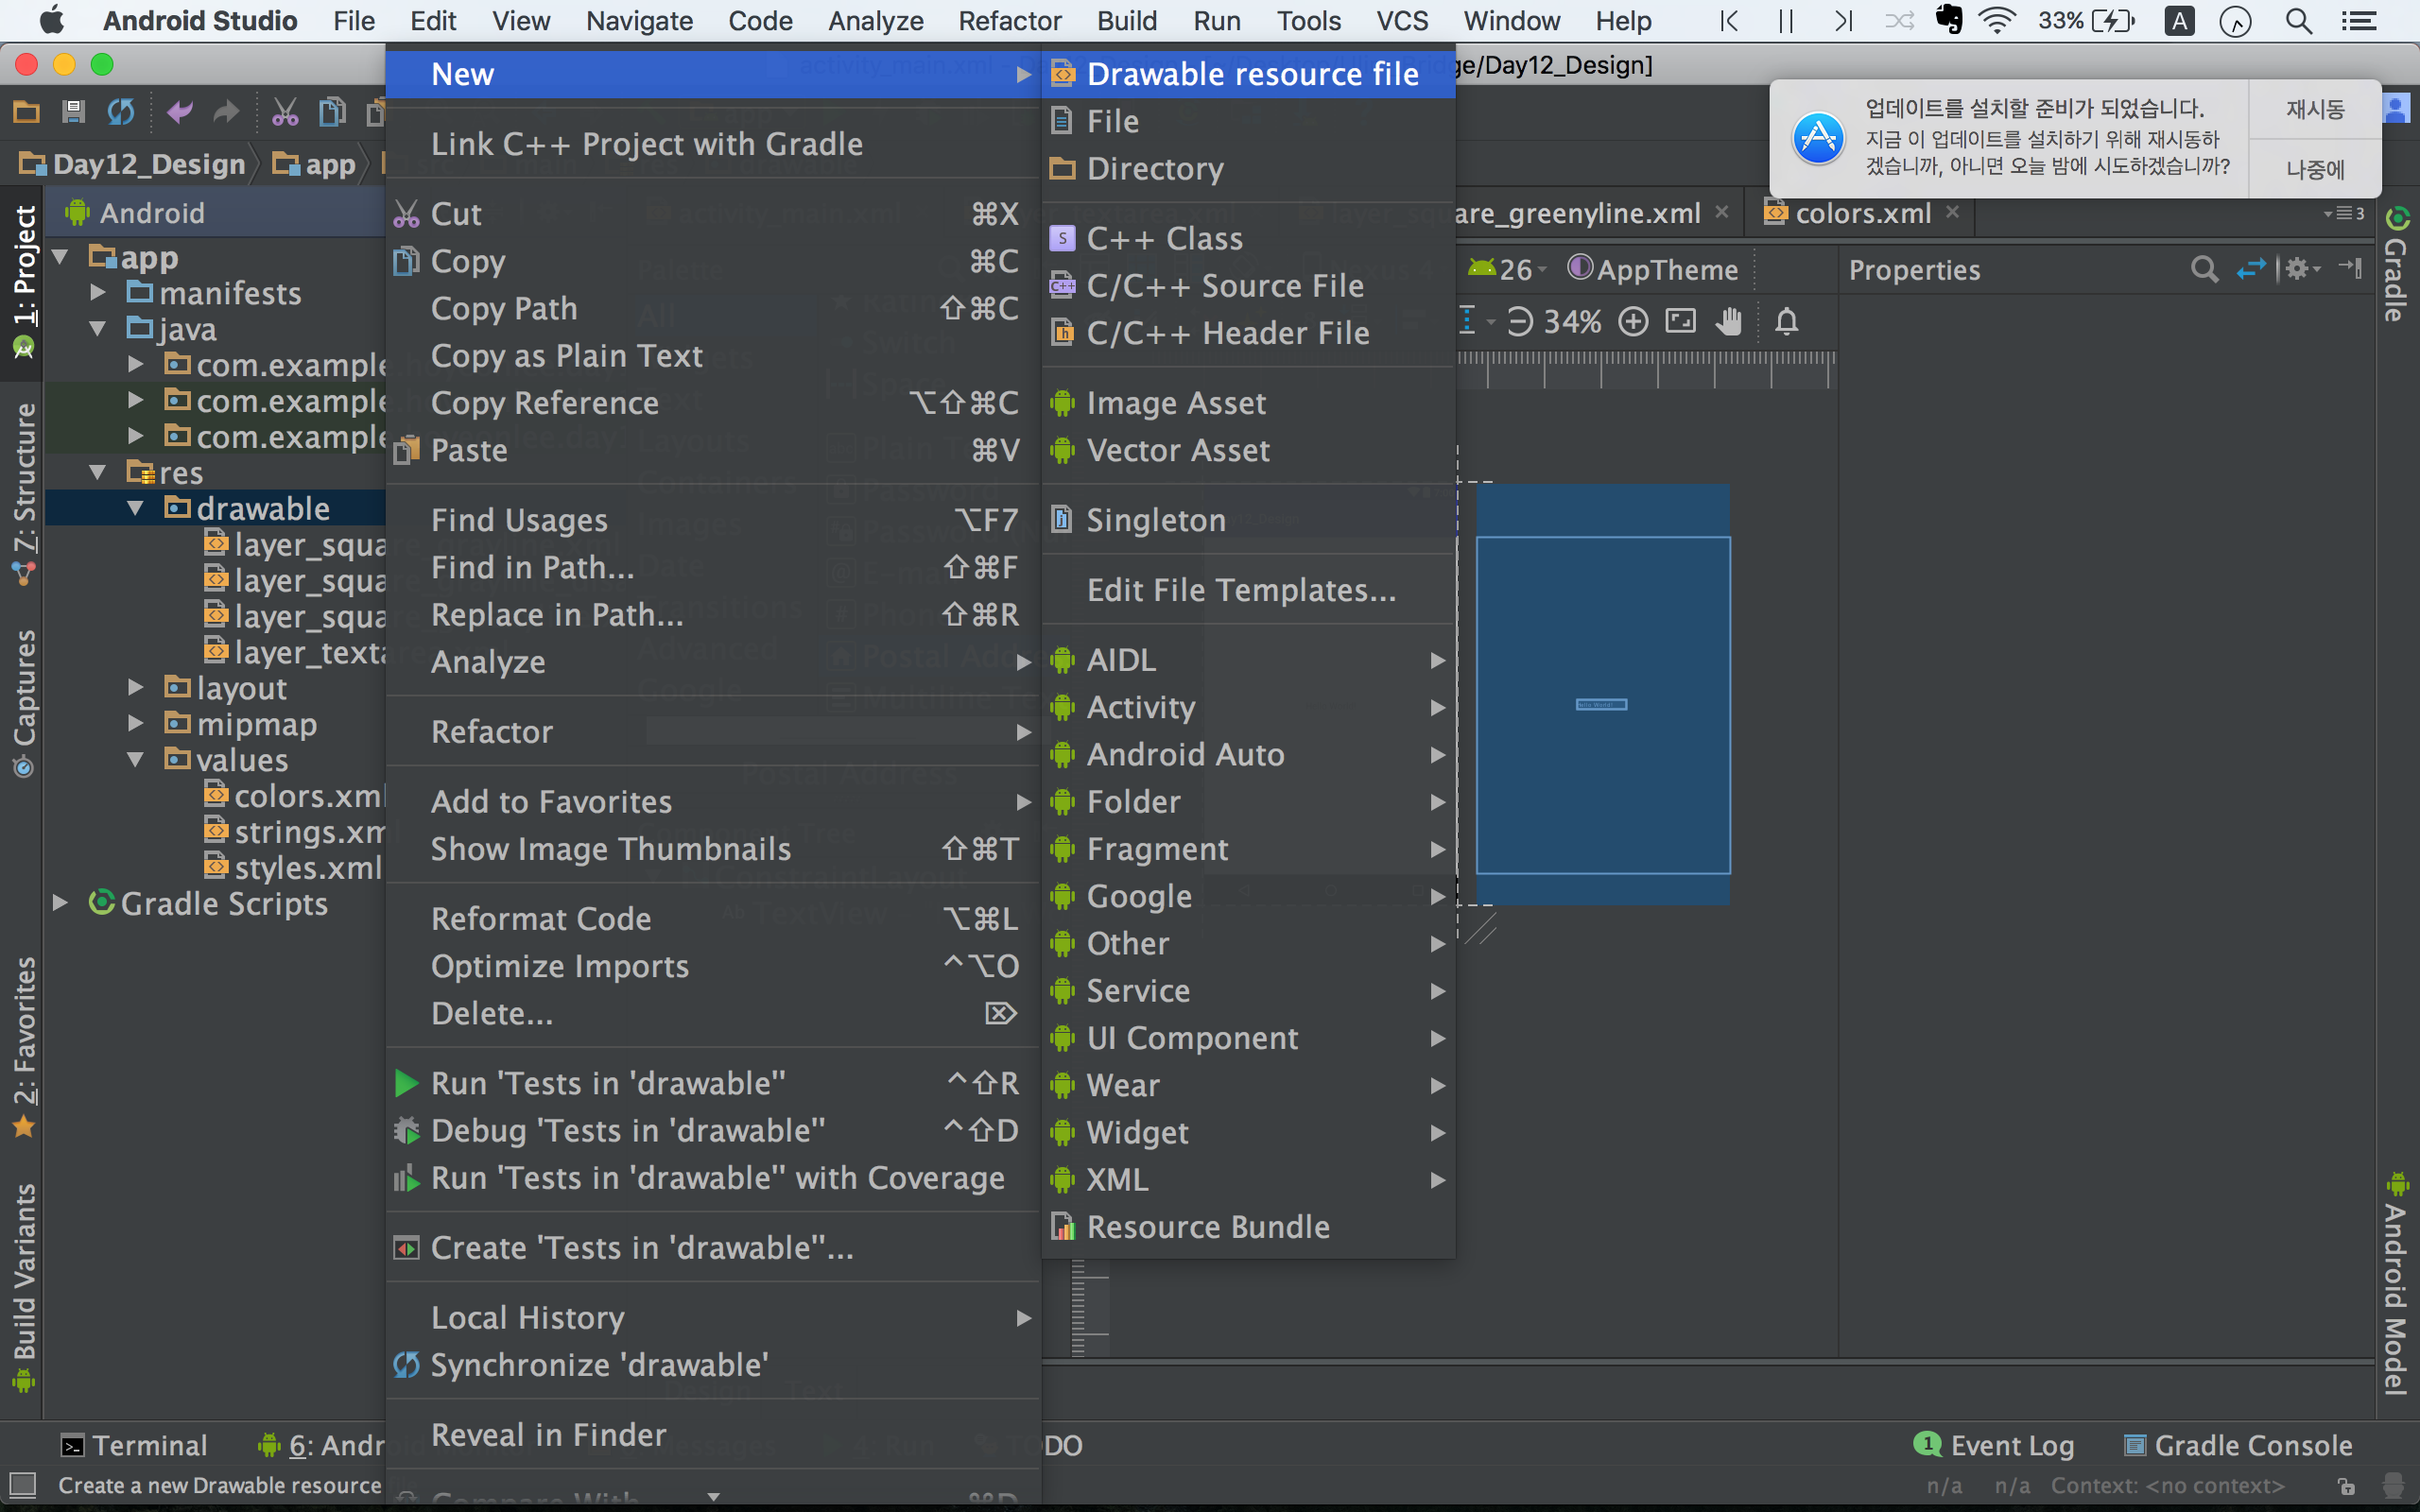 Android Studio File Edit View Navigate Code Analyze Refactor Build Run Tools VCS Window Help 33% A
ge/Day12_Design]
업데이트를 설치할 준비가 되었습니다.
지금 이 업데이트를 설치하기 위해 재시동하
겠습니까, 아니면 오늘 밤에 시도하겠습니까?
재시동
나중에
Day12_Design app
Android
are_greenyline.xml colors.xml 3
1: Project
7: Structure
Captures
2: Favorites
Build Variants
app
manifests
java
com.example
com.example
com.example
res
drawable
layer_squa
layer_squa
layer_squa
layer_texta
layout
mipmap
values
colors.xml
strings.xm
styles.xml
Gradle Scripts
New
Link C++ Project with Gradle
Cut ⌘X
Copy ⌘C
Copy Path ⇧⌘C
Copy as Plain Text
Copy Reference ⌥⇧⌘C
Paste ⌘V
Find Usages ⌥F7
Find in Path... ⇧⌘F
Replace in Path... ⇧⌘R
Analyze
Refactor
Add to Favorites
Show Image Thumbnails ⇧⌘T
Reformat Code ⌥⌘L
Optimize Imports ^⌥O
Delete... ⌦
Run 'Tests in 'drawable'' ^⇧R
Debug 'Tests in 'drawable'' ^⇧D
Run 'Tests in 'drawable'' with Coverage
Create 'Tests in 'drawable''...
Local History
Synchronize 'drawable'
Reveal in Finder
Compare With... ⌘D
Drawable resource file
File
Directory
C++ Class
C/C++ Source File
C/C++ Header File
Image Asset
Vector Asset
Singleton
Edit File Templates...
AIDL
Activity
Android Auto
Folder
Fragment
Google
Other
Service
UI Component
Wear
Widget
XML
Resource Bundle
26 AppTheme
34%
Properties
Gradle
Android Model
Terminal 6: Andr DO 1 Event Log Gradle Console
Create a new Drawable resource n/a n/a Context: <no context>